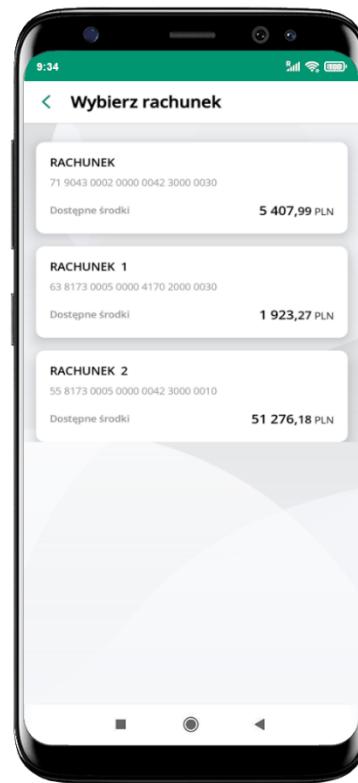 9:34
R
Wybierz rachunek
RACHUNEK
71 9043 0002 0000 0042 3000 0030
Dostępne środki 5 407,99 PLN
RACHUNEK 1
63 8173 0005 0000 4170 2000 0030
Dostępne środki 1 923,27 PLN
RACHUNEK 2
55 8173 0005 0000 0042 3000 0010
Dostępne środki 51 276,18 PLN